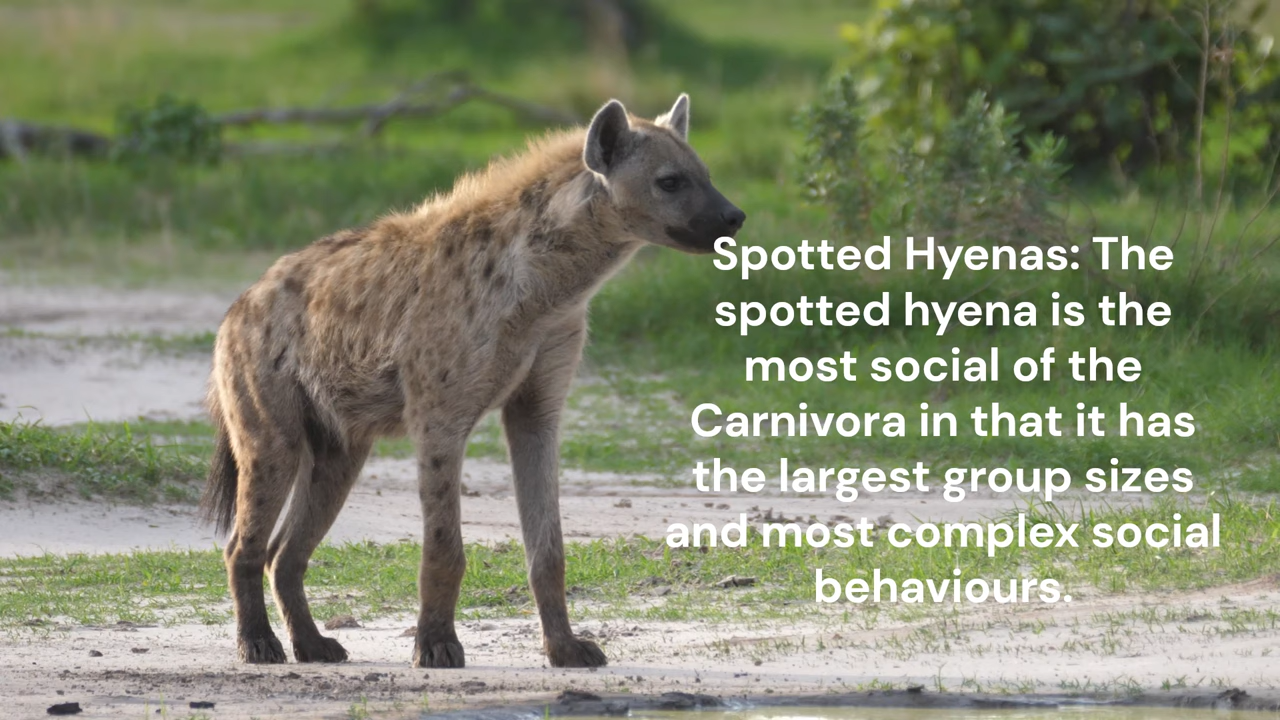 Spotted Hyenas: The
spotted hyena is the
most social of the
Carnivora in that it has
the largest group sizes
and most complex social
behaviours.